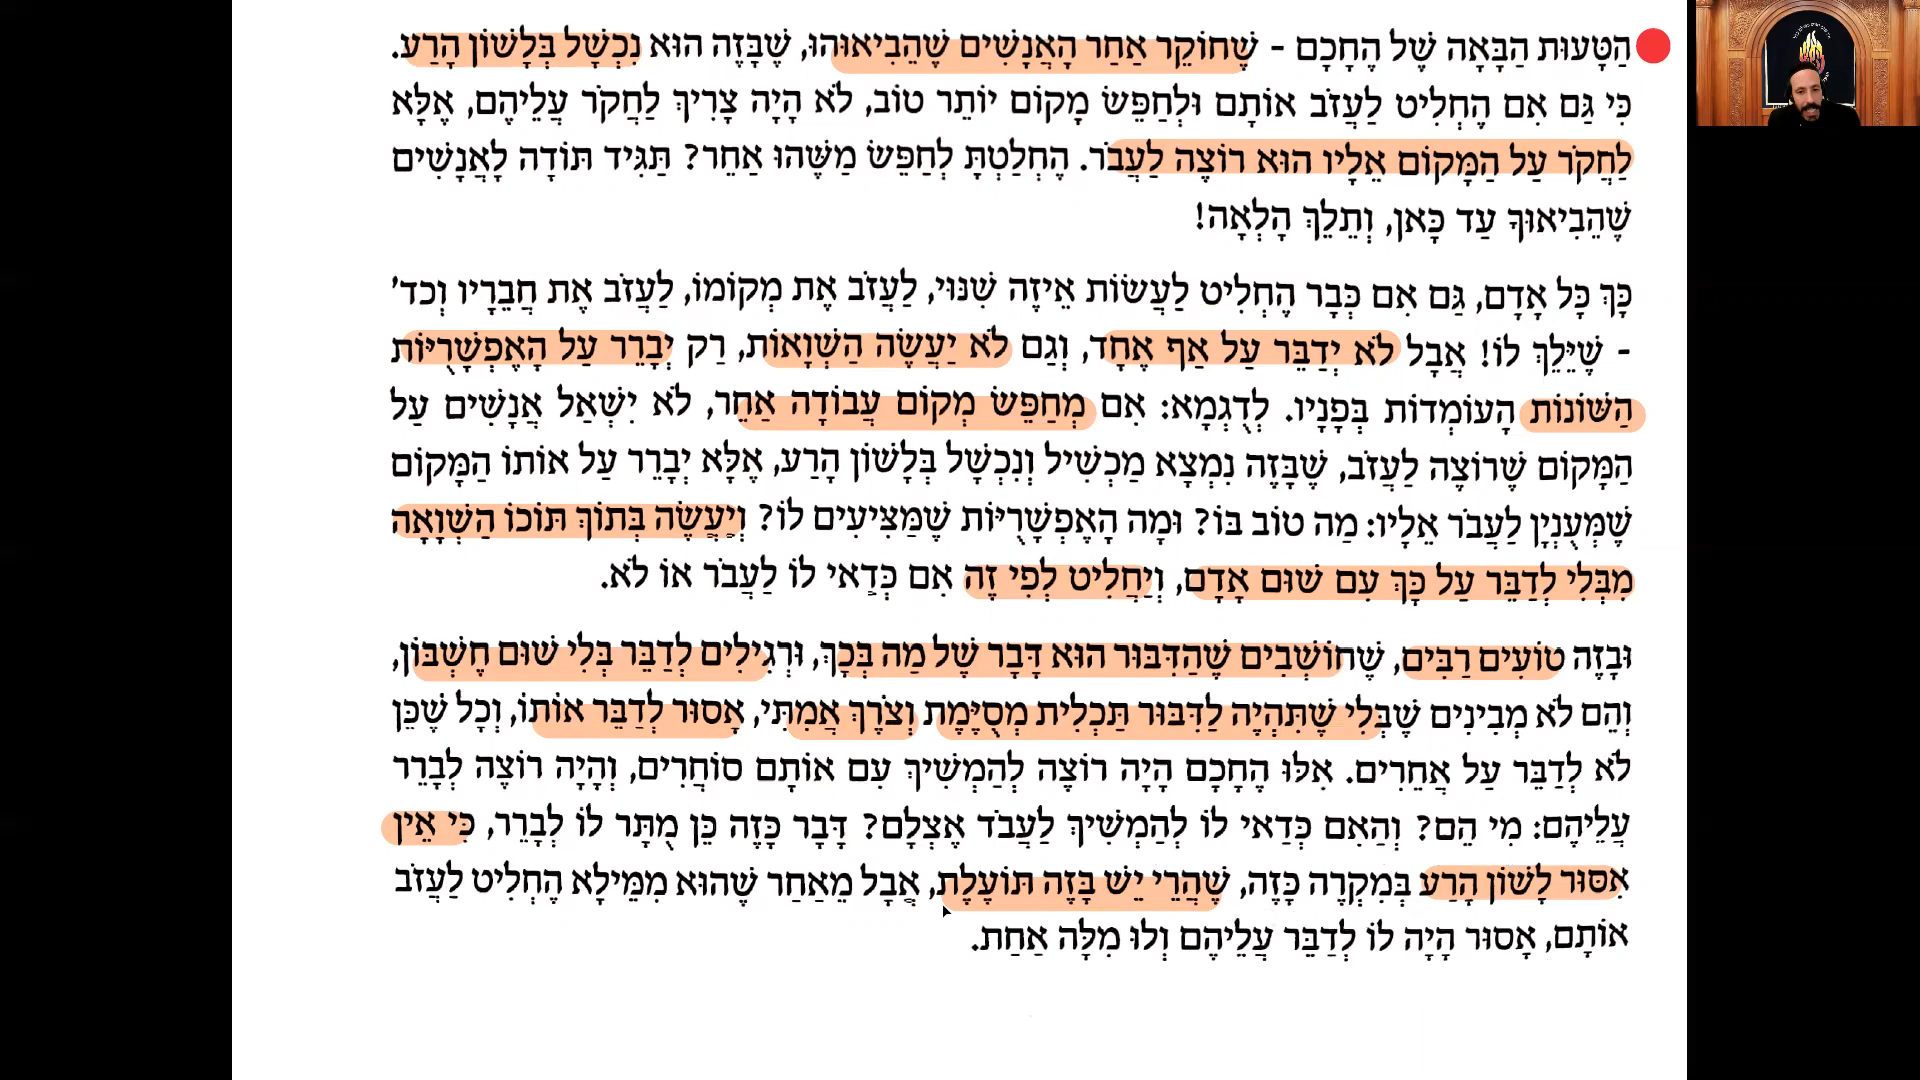 הַטָּעוּת הַבָּאָה שֶׁל הֶחָכָם - שֶׁחוֹקֵר אַחַר הָאֲנָשִׁים שֶׁהֱבִיאוּהוּ, שֶׁבָּזֶה הוּא נִכְשָׁל בְּלָשׁוֹן הָרַע.
כִּי גַּם אִם הֶחְלִיט לַעֲזֹב אוֹתָם וּלְחַפֵּשׂ מָקוֹם יוֹתֵר טוֹב, לֹא הָיָה צָרִיךְ לַחֲקֹר עֲלֵיהֶם, אֶלָּא
לַחֲקֹר עַל הַמָּקוֹם אֵלָיו הוּא רוֹצֶה לַעֲבֹר. הֶחְלַטְתָּ לְחַפֵּשׂ מַשֶּׁהוּ אַחֵר? תַּגִּיד תּוֹדָה לָאֲנָשִׁים
שֶׁהֵבִיאוּךָ עַד כָּאן, וְתֵלֵךְ הָלְאָה!
כָּךְ כָּל אָדָם, גַּם אִם כְּבָר הֶחְלִיט לַעֲשׂוֹת אֵיזֶה שִׁנּוּי, לַעֲזֹב אֶת מְקוֹמוֹ, לַעֲזֹב אֶת חֲבֵרָיו וְכד'
- שֶׁיֵּלֵךְ לוֹ! אֲבָל לֹא יְדַבֵּר עַל אַף אֶחָד, וְגַם לֹא יַעֲשֶׂה הַשְׁוָאוֹת, רַק יְבָרֵר עַל הָאֶפְשָׁרֻיּוֹת
הַשּׁוֹנוֹת הָעוֹמְדוֹת בְּפָנָיו. לְדֻגְמָא: אִם מְחַפֵּשׂ מְקוֹם עֲבוֹדָה אַחֵר, לֹא יִשְׁאַל אֲנָשִׁים עַל
הַמָּקוֹם שֶׁרוֹצֶה לַעֲזֹב, שֶׁבָּזֶה נִמְצָא מַכְשִׁיל וְנִכְשָׁל בְּלָשׁוֹן הָרַע, אֶלָּא יְבָרֵר עַל אוֹתוֹ הַמָּקוֹם
שֶׁמְּעֻנְיָן לַעֲבֹר אֵלָיו: מַה טוֹב בּוֹ? וּמָה הָאֶפְשָׁרֻיּוֹת שֶׁמַּצִּיעִים לוֹ? וְיַעֲשֶׂה בְּתוֹךְ תּוֹכוֹ הַשְׁוָאָה
מִבְּלִי לְדַבֵּר עַל כָּךְ עִם שׁוּם אָדָם, וְיַחֲלִיט לְפִי זֶה אִם כְּדַאי לוֹ לַעֲבֹר אוֹ לֹא.
וּבָזֶה טוֹעִים רַבִּים, שֶׁחוֹשְׁבִים שֶׁהַדִּבּוּר הוּא דָּבָר שֶׁל מַה בְּכָךְ, וּרְגִילִים לְדַבֵּר בְּלִי שׁוּם חֶשְׁבּוֹן,
וְהֵם לֹא מְבִינִים שֶׁבְּלִי שֶׁתִּהְיֶה לַדִּבּוּר תַּכְלִית מְסֻיֶּמֶת וְצֹרֶךְ אֲמִתִּי, אָסוּר לְדַבֵּר אוֹתוֹ, וְכָל שֶׁכֵּן
לֹא לְדַבֵּר עַל אֲחֵרִים. אִלּוּ הֶחָכָם הָיָה רוֹצֶה לְהַמְשִׁיךְ עִם אוֹתָם סוֹחֲרִים, וְהָיָה רוֹצֶה לְבָרֵר
עֲלֵיהֶם: מִי הֵם? וְהַאִם כְּדַאי לוֹ לְהַמְשִׁיךְ לַעֲבֹד אֶצְלָם? דָּבָר כָּזֶה כֵּן מֻתָּר לוֹ לְבָרֵר, כִּי אֵין
אִסּוּר לָשׁוֹן הָרַע בְּמִקְרֶה כָּזֶה, שֶׁהֲרֵי יֵשׁ בָּזֶה תּוֹעֶלֶת, אֲבָל מֵאַחַר שֶׁהוּא מִמֵּילָא הֶחְלִיט לַעֲזֹב
אוֹתָם, אָסוּר הָיָה לוֹ לְדַבֵּר עֲלֵיהֶם וְלוּ מִלָּה אַחַת.